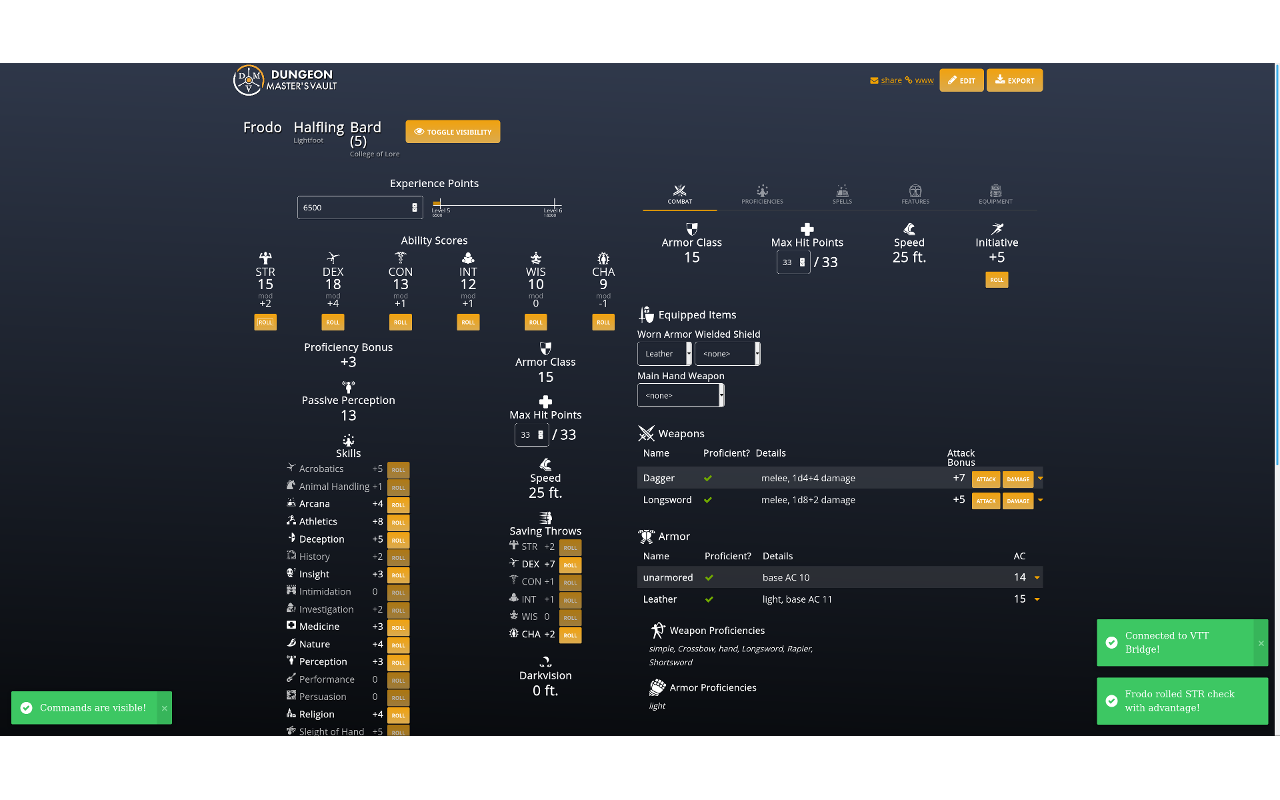 DUNGEON
MASTER'S VAULT
share www EDIT EXPORT
Frodo Halfling Bard (5) TOGGLE VISIBILITY
Lightfoot
College of Lore
Experience Points
6500
Level 5 Level 6
6500 14000
Ability Scores
STR DEX CON INT WIS CHA
15 18 13 12 10 9
mod mod mod mod mod mod
+2 +4 +1 +1 0 -1
ROLL ROLL ROLL ROLL ROLL ROLL
Proficiency Bonus
+3
Passive Perception
13
Skills
Acrobatics +5 ROLL
Animal Handling +1 ROLL
Arcana +4 ROLL
Athletics +8 ROLL
Deception +5 ROLL
History +2 ROLL
Insight +3 ROLL
Intimidation 0 ROLL
Investigation +2 ROLL
Medicine +3 ROLL
Nature +4 ROLL
Perception +3 ROLL
Performance 0 ROLL
Persuasion 0 ROLL
Religion +4 ROLL
Sleight of Hand +5 ROLL
Armor Class
15
Max Hit Points
33 / 33
Speed
25 ft.
Saving Throws
STR +2 ROLL
DEX +7 ROLL
CON +1 ROLL
INT +1 ROLL
WIS 0 ROLL
CHA +2 ROLL
Darkvision
0 ft.
COMBAT PROFICIENCIES SPELLS FEATURES EQUIPMENT
Armor Class Max Hit Points Speed Initiative
15 33 / 33 25 ft. +5
ROLL
Equipped Items
Worn Armor Wielded Shield
Leather <none>
Main Hand Weapon
<none>
Weapons
Name Proficient? Details Attack Bonus
Dagger melee, 1d4+4 damage +7 ATTACK DAMAGE
Longsword melee, 1d8+2 damage +5 ATTACK DAMAGE
Armor
Name Proficient? Details AC
unarmored base AC 10 14
Leather light, base AC 11 15
Weapon Proficiencies
simple, Crossbow, hand, Longsword, Rapier,
Shortsword
Armor Proficiencies
light
Commands are visible! ×
Connected to VTT
Bridge! ×
Frodo rolled STR check
with advantage!